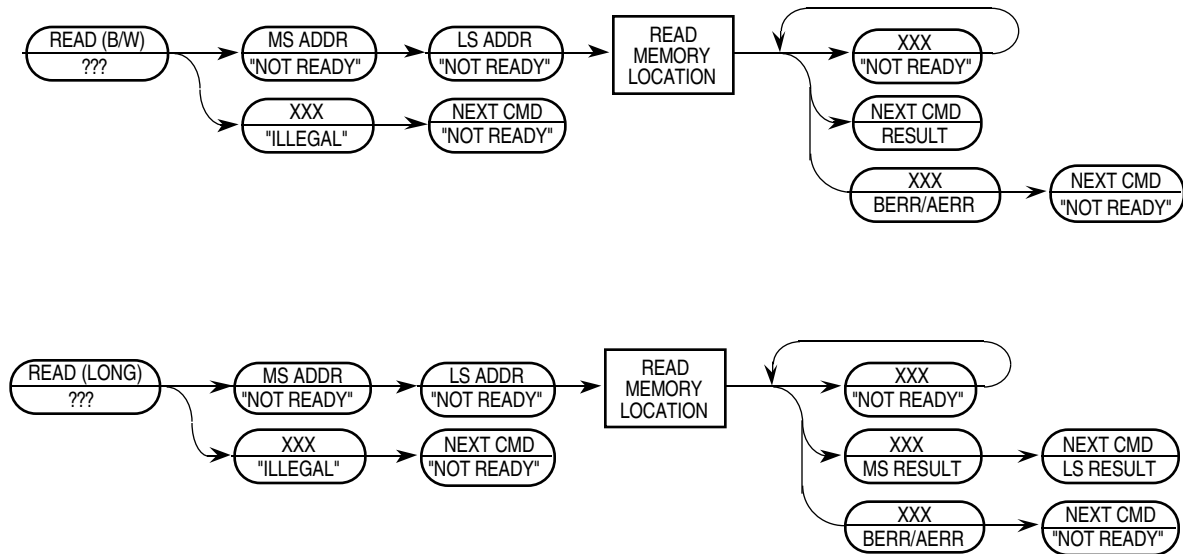 READ (B/W)
???
MS ADDR
"NOT READY"
LS ADDR
"NOT READY"
READ
MEMORY
LOCATION
XXX
"NOT READY"
XXX
"ILLEGAL"
NEXT CMD
"NOT READY"
NEXT CMD
RESULT
XXX
BERR/AERR
NEXT CMD
"NOT READY"
READ (LONG)
???
MS ADDR
"NOT READY"
LS ADDR
"NOT READY"
READ
MEMORY
LOCATION
XXX
"NOT READY"
XXX
"ILLEGAL"
NEXT CMD
"NOT READY"
XXX
MS RESULT
NEXT CMD
LS RESULT
XXX
BERR/AERR
NEXT CMD
"NOT READY"